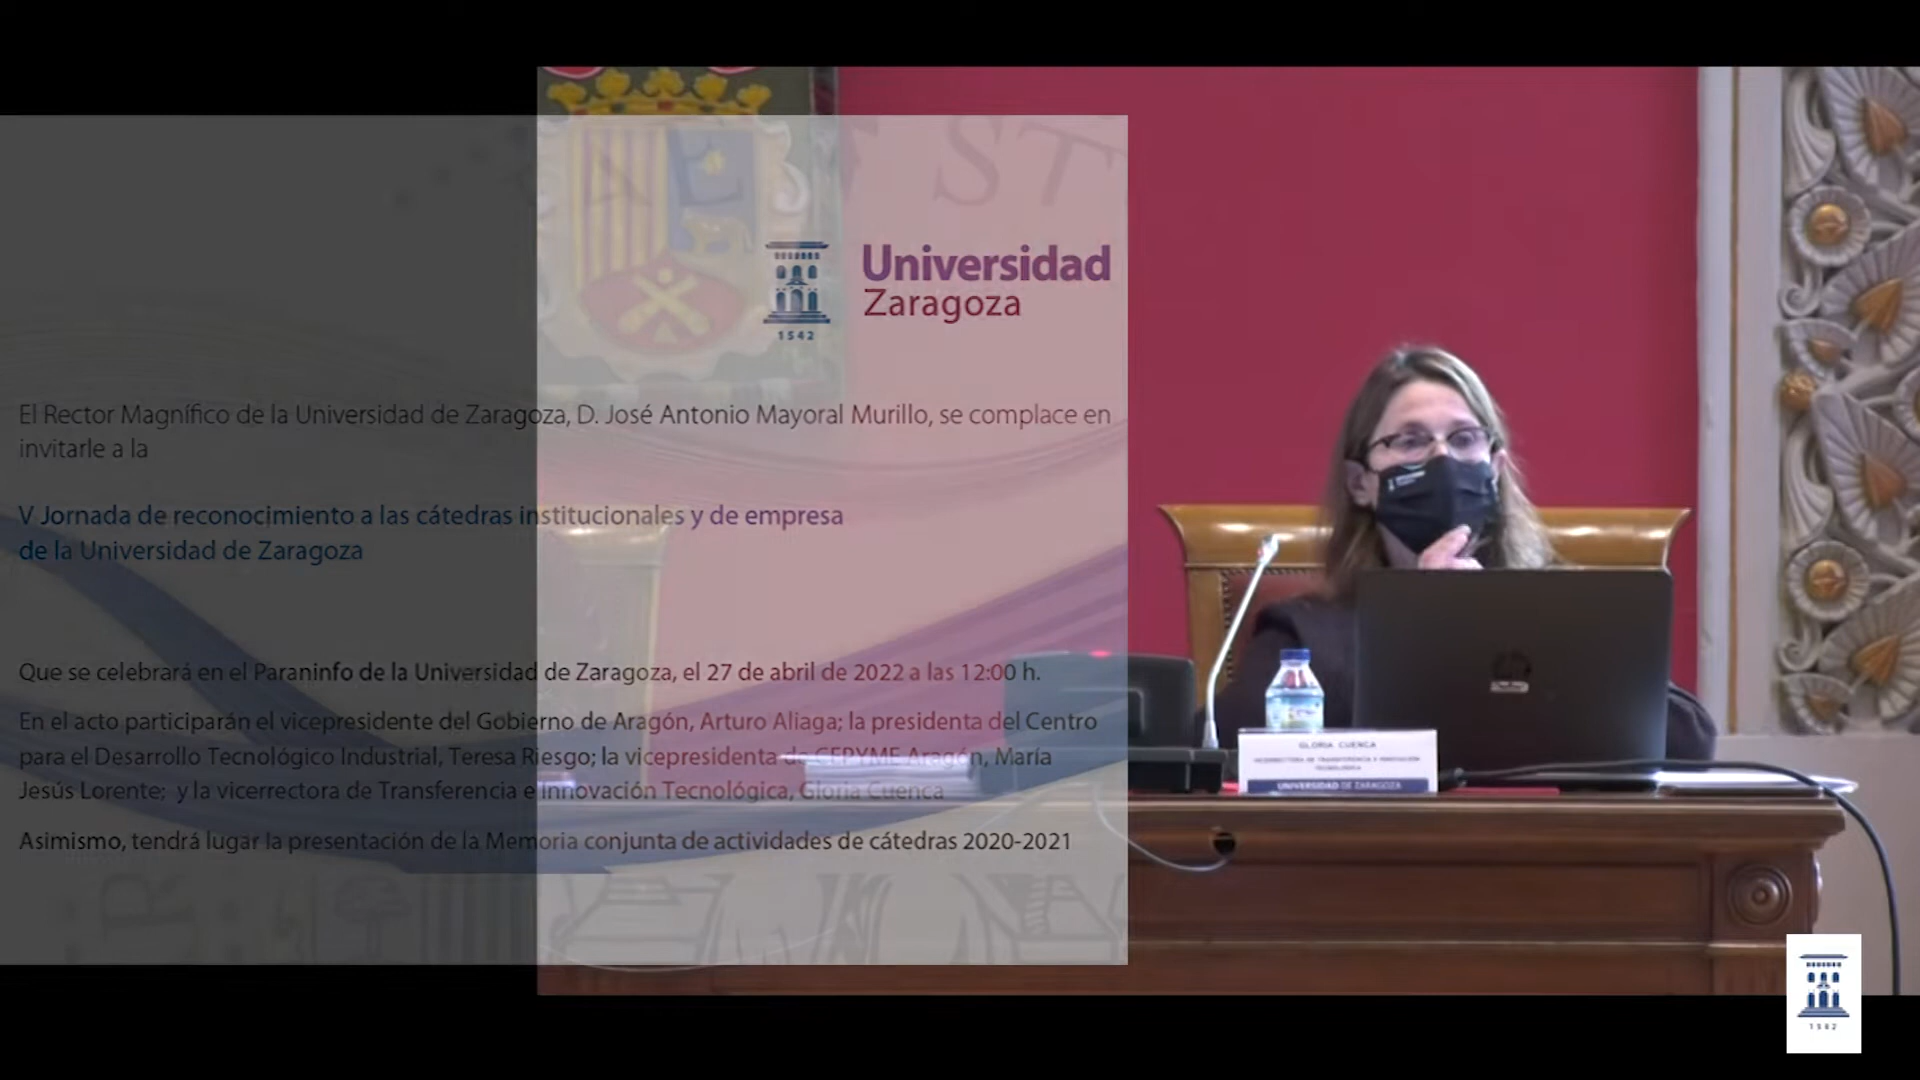 Universidad
Zaragoza
1542
El Rector Magnífico de la Universidad de Zaragoza, D. José Antonio Mayoral Murillo, se complace en
invitarle a la
V Jornada de reconocimiento a las cátedras institucionales y de empresa
de la Universidad de Zaragoza
Que se celebrará en el Paraninfo de la Universidad de Zaragoza, el 27 de abril de 2022 a las 12:00 h.
En el acto participarán el vicepresidente del Gobierno de Aragón, Arturo Aliaga; la presidenta del Centro
para el Desarrollo Tecnológico Industrial, Teresa Riesgo; la vicepresidenta de CEPYME Aragón, María
Jesús Lorente; y la vicerrectora de Transferencia e Innovación Tecnológica, Gloria Cuenca
Asimismo, tendrá lugar la presentación de la Memoria conjunta de actividades de cátedras 2020-2021
GLORIA CUENCA
VICERRECTORA DE TRANSFERENCIA E INNOVACIÓN
TECNOLÓGICA
UNIVERSIDAD DE ZARAGOZA
1542